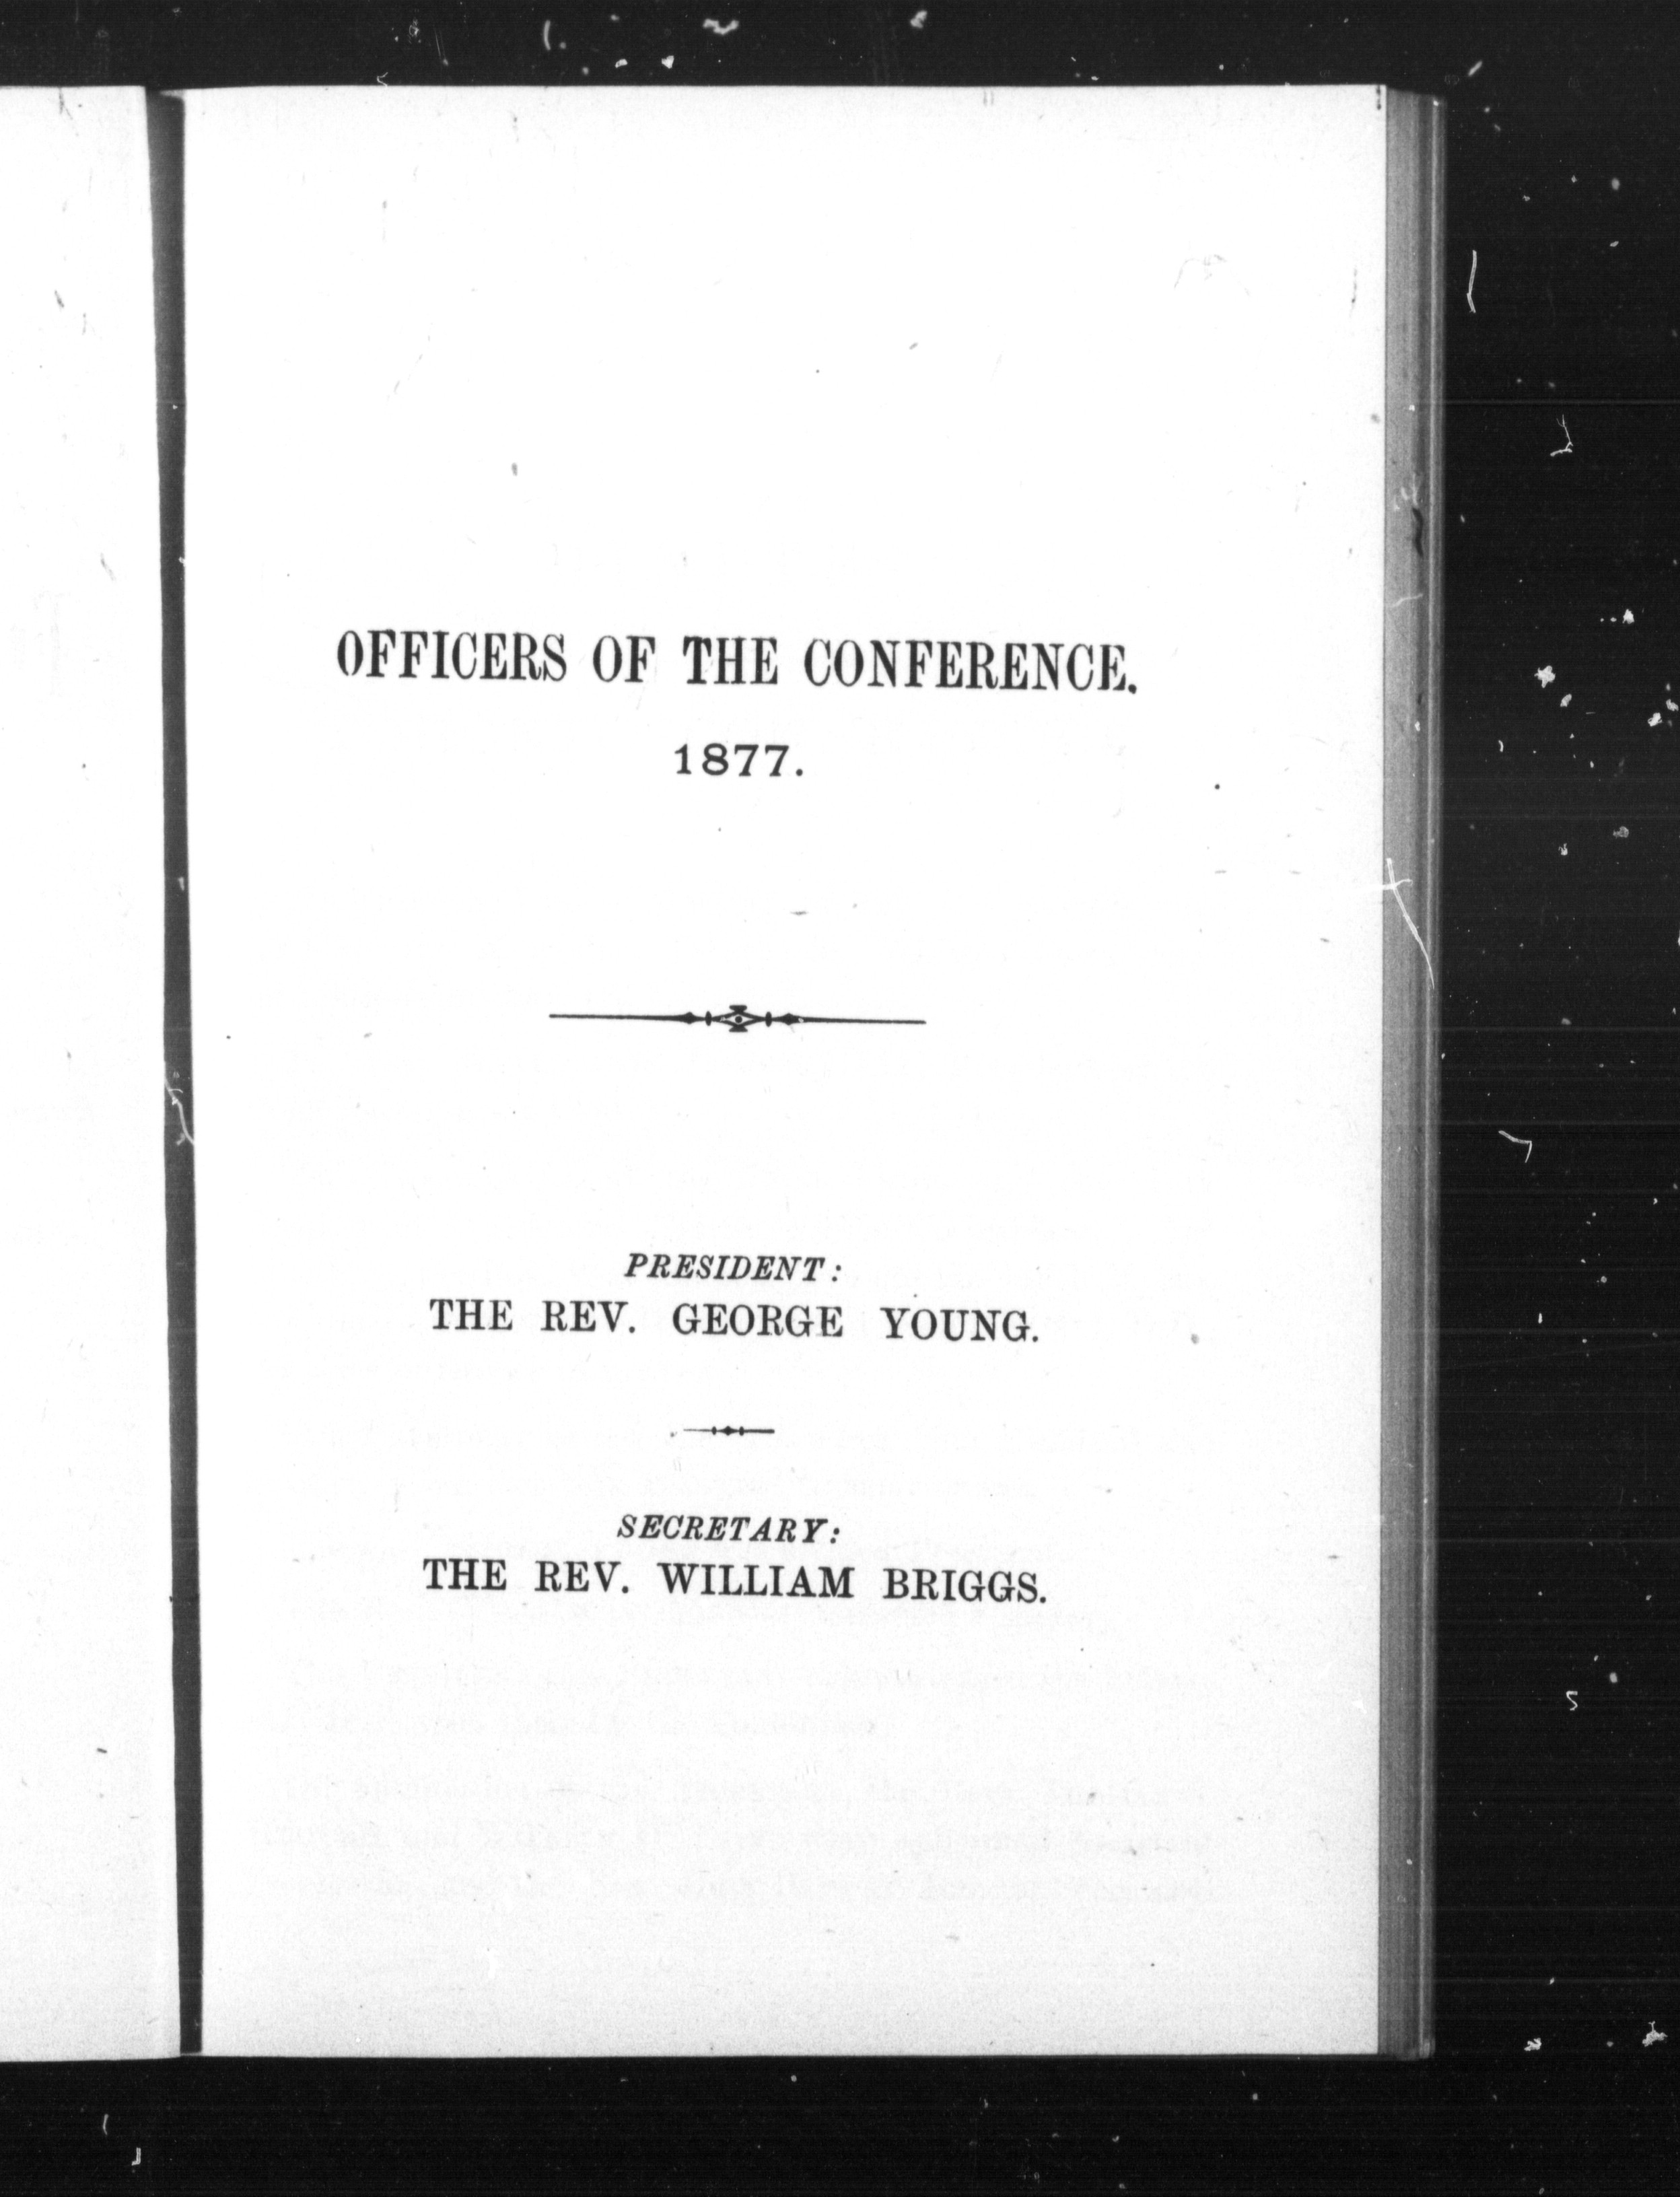 OFFICERS OF THE CONFERENCE.
1877.
PRESIDENT:
THE REV. GEORGE YOUNG.
SECRETARY:
THE REV. WILLIAM BRIGGS.